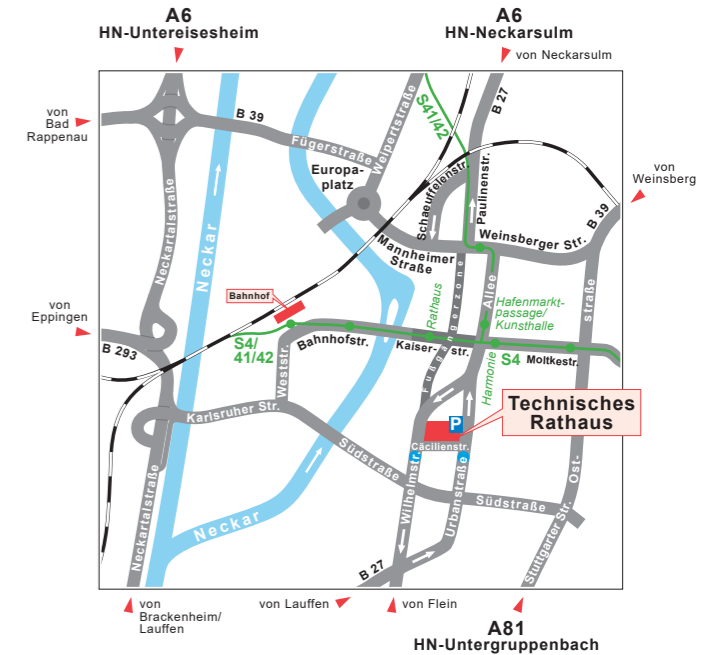 A6
HN-Untereisesheim
A6
HN-Neckarsulm
von Neckarsulm
von
Bad
Rappenau
B 39
Fügerstraße
Weipertstraße
S41/42
B 27
Europa-
platz
Schaeuffelenstr.
Paulinenstr.
von
Weinsberg
B 39
Neckartalstraße
Neckar
Mannheimer
Straße
Weinsberger Str.
Bahnhof
Fußgängerzone
Allee
Rathaus
Hafenmarkt-
passage/
Kunsthalle
straße
von
Eppingen
B 293
S4/
41/42
Weststr.
Bahnhofstr.
Kaiser-
str.
Harmonie
S4
Moltkestr.
Karlsruher Str.
Technisches
Rathaus
P
Cäcilienstr.
Südstraße
Ost-
Neckartalstraße
Neckar
Wilhelmstr.
Urbanstraße
Südstraße
Stuttgarter Str.
B 27
von
Brackenheim/
Lauffen
von Lauffen
von Flein
A81
HN-Untergruppenbach